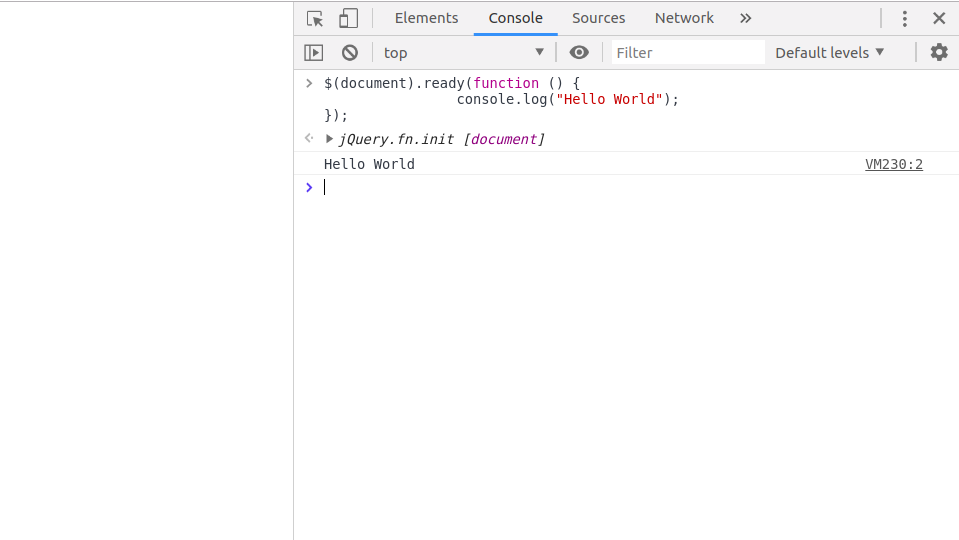 Elements Console Sources Network »
top Filter Default levels
> $(document).ready(function () {
console.log("Hello World");
});
jQuery.fn.init [document]
Hello World VM230:2
>